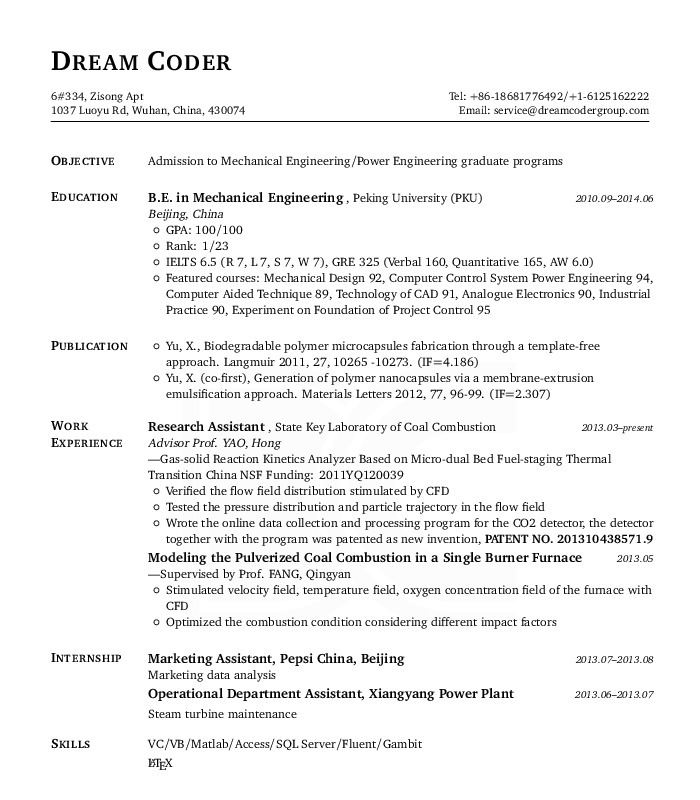 DREAM CODER
6#334, Zisong Apt
Tel: +86-18681776492/+1-6125162222
1037 Luoyu Rd, Wuhan, China, 430074
Email: service@dreamcodergroup.com
OBJECTIVE Admission to Mechanical Engineering/Power Engineering graduate programs
EDUCATION B.E. in Mechanical Engineering , Peking University (PKU) 2010.09–2014.06
Beijing, China
GPA: 100/100
Rank: 1/23
IELTS 6.5 (R 7, L 7, S 7, W 7), GRE 325 (Verbal 160, Quantitative 165, AW 6.0)
Featured courses: Mechanical Design 92, Computer Control System Power Engineering 94,
Computer Aided Technique 89, Technology of CAD 91, Analogue Electronics 90, Industrial
Practice 90, Experiment on Foundation of Project Control 95
PUBLICATION Yu, X., Biodegradable polymer microcapsules fabrication through a template-free
approach. Langmuir 2011, 27, 10265 -10273. (IF=4.186)
Yu, X. (co-first), Generation of polymer nanocapsules via a membrane-extrusion
emulsification approach. Materials Letters 2012, 77, 96-99. (IF=2.307)
WORK EXPERIENCE Research Assistant , State Key Laboratory of Coal Combustion 2013.03–present
Advisor Prof. YAO, Hong
—Gas-solid Reaction Kinetics Analyzer Based on Micro-dual Bed Fuel-staging Thermal
Transition China NSF Funding: 2011YQ120039
Verified the flow field distribution stimulated by CFD
Tested the pressure distribution and particle trajectory in the flow field
Wrote the online data collection and processing program for the CO2 detector, the detector
together with the program was patented as new invention, PATENT NO. 201310438571.9
Modeling the Pulverized Coal Combustion in a Single Burner Furnace 2013.05
—Supervised by Prof. FANG, Qingyan
Stimulated velocity field, temperature field, oxygen concentration field of the furnace with
CFD
Optimized the combustion condition considering different impact factors
INTERNSHIP Marketing Assistant, Pepsi China, Beijing 2013.07–2013.08
Marketing data analysis
Operational Department Assistant, Xiangyang Power Plant 2013.06–2013.07
Steam turbine maintenance
SKILLS VC/VB/Matlab/Access/SQL Server/Fluent/Gambit
LATEX